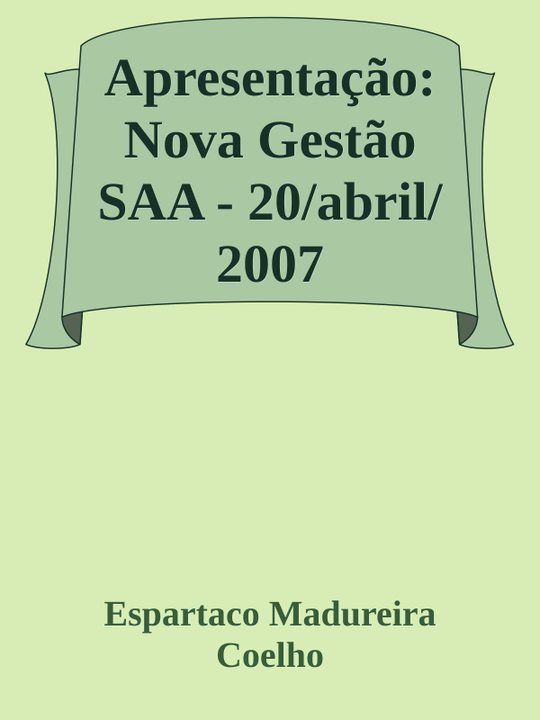 Apresentação:
Nova Gestão
SAA - 20/abril/
2007
Espartaco Madureira
Coelho